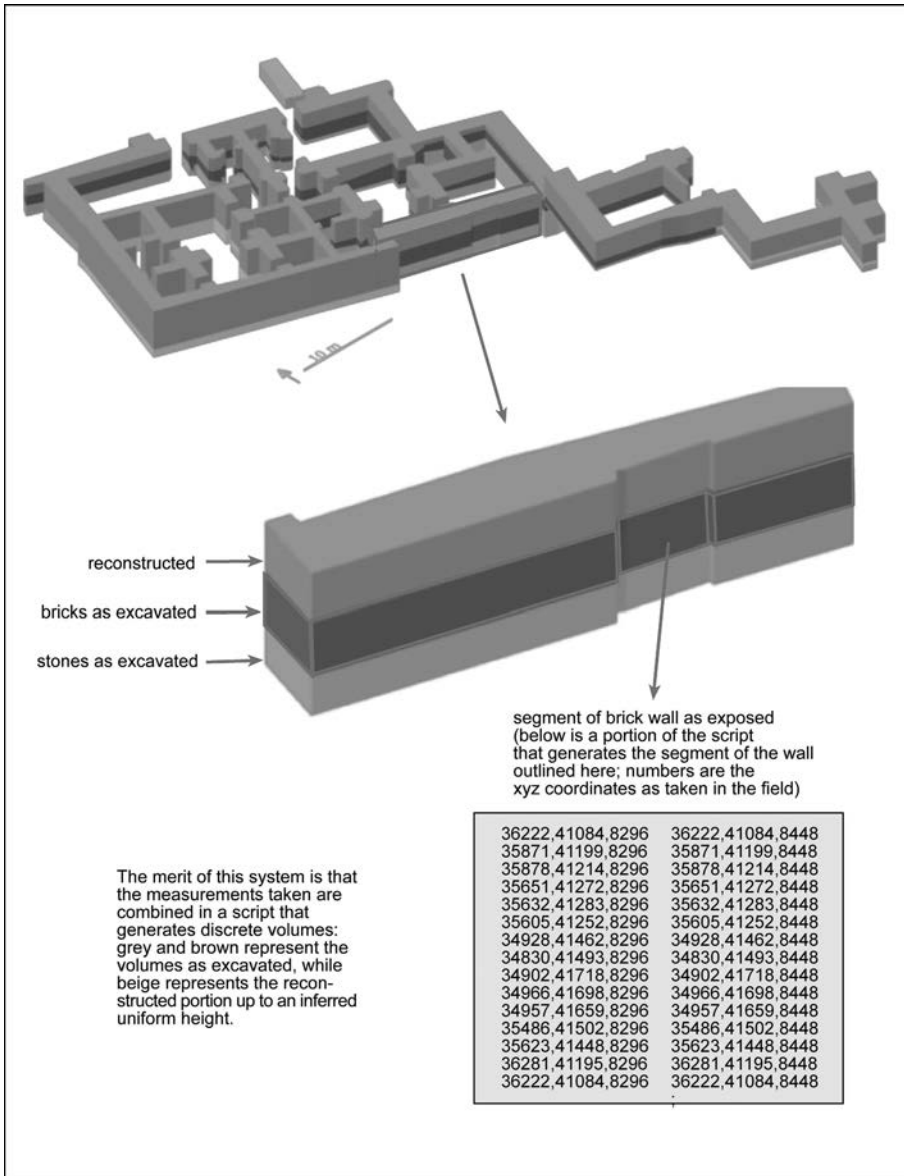 10 m
reconstructed
bricks as excavated
stones as excavated
segment of brick wall as exposed
(below is a portion of the script
that generates the segment of the wall
outlined here; numbers are the
xyz coordinates as taken in the field)
The merit of this system is that
the measurements taken are
combined in a script that
generates discrete volumes:
grey and brown represent the
volumes as excavated, while
beige represents the recon-
structed portion up to an inferred
uniform height.
36222,41084,8296 36222,41084,8448
35871,41199,8296 35871,41199,8448
35878,41214,8296 35878,41214,8448
35651,41272,8296 35651,41272,8448
35632,41283,8296 35632,41283,8448
35605,41252,8296 35605,41252,8448
34928,41462,8296 34928,41462,8448
34830,41493,8296 34830,41493,8448
34902,41718,8296 34902,41718,8448
34966,41698,8296 34966,41698,8448
34957,41659,8296 34957,41659,8448
35486,41502,8296 35486,41502,8448
35623,41448,8296 35623,41448,8448
36281,41195,8296 36281,41195,8448
36222,41084,8296 36222,41084,8448
;